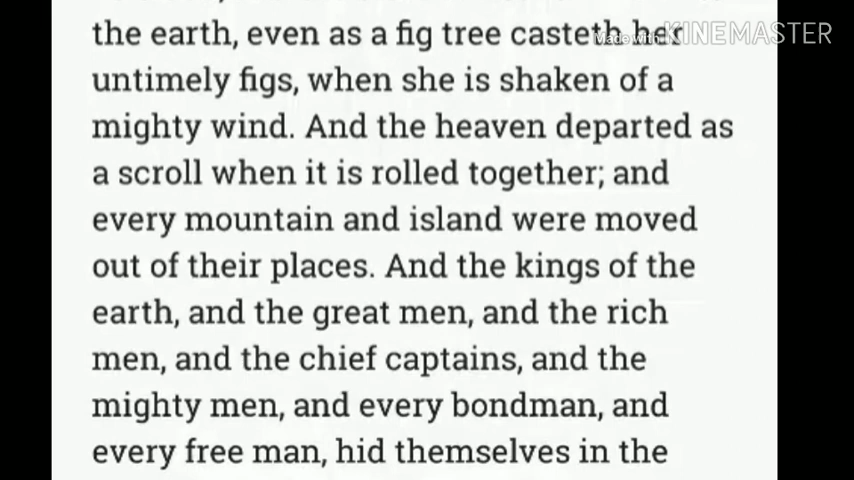 the earth, even as a fig tree casteth her
Made with KINEMASTER
untimely figs, when she is shaken of a
mighty wind. And the heaven departed as
a scroll when it is rolled together; and
every mountain and island were moved
out of their places. And the kings of the
earth, and the great men, and the rich
men, and the chief captains, and the
mighty men, and every bondman, and
every free man, hid themselves in the